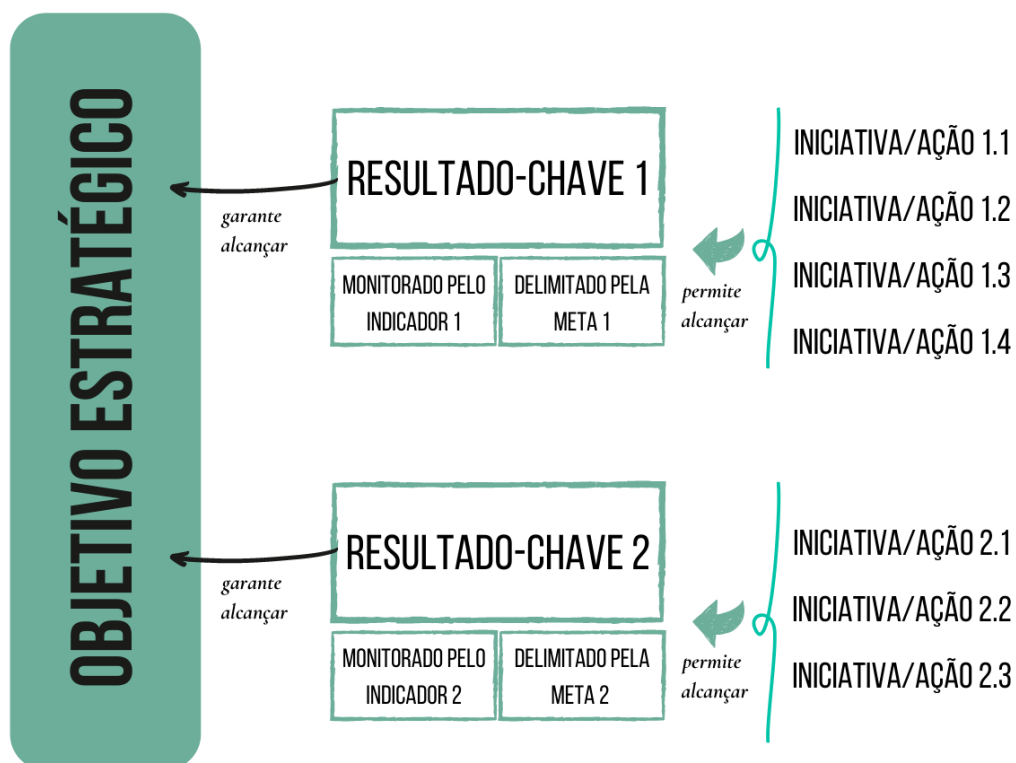 OBJETIVO ESTRATÉGICO
garante
alcançar
RESULTADO-CHAVE 1
MONITORADO PELO
INDICADOR 1
DELIMITADO PELA
META 1
permite
alcançar
INICIATIVA/AÇÃO 1.1
INICIATIVA/AÇÃO 1.2
INICIATIVA/AÇÃO 1.3
INICIATIVA/AÇÃO 1.4
garante
alcançar
RESULTADO-CHAVE 2
MONITORADO PELO
INDICADOR 2
DELIMITADO PELA
META 2
permite
alcançar
INICIATIVA/AÇÃO 2.1
INICIATIVA/AÇÃO 2.2
INICIATIVA/AÇÃO 2.3